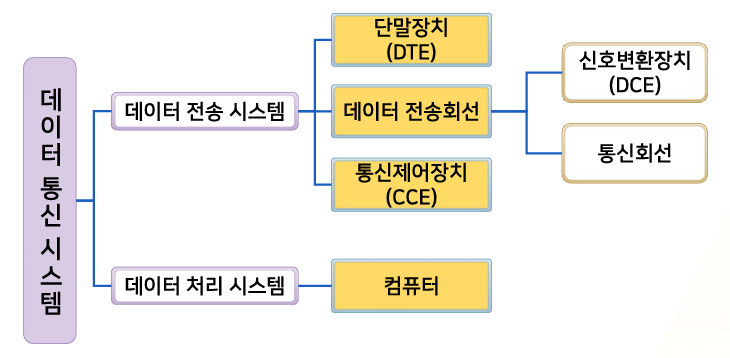 데이터 통신 시스템
데이터 전송 시스템
단말장치
(DTE)
데이터 전송회선
신호변환장치
(DCE)
통신회선
통신제어장치
(CCE)
데이터 처리 시스템
컴퓨터